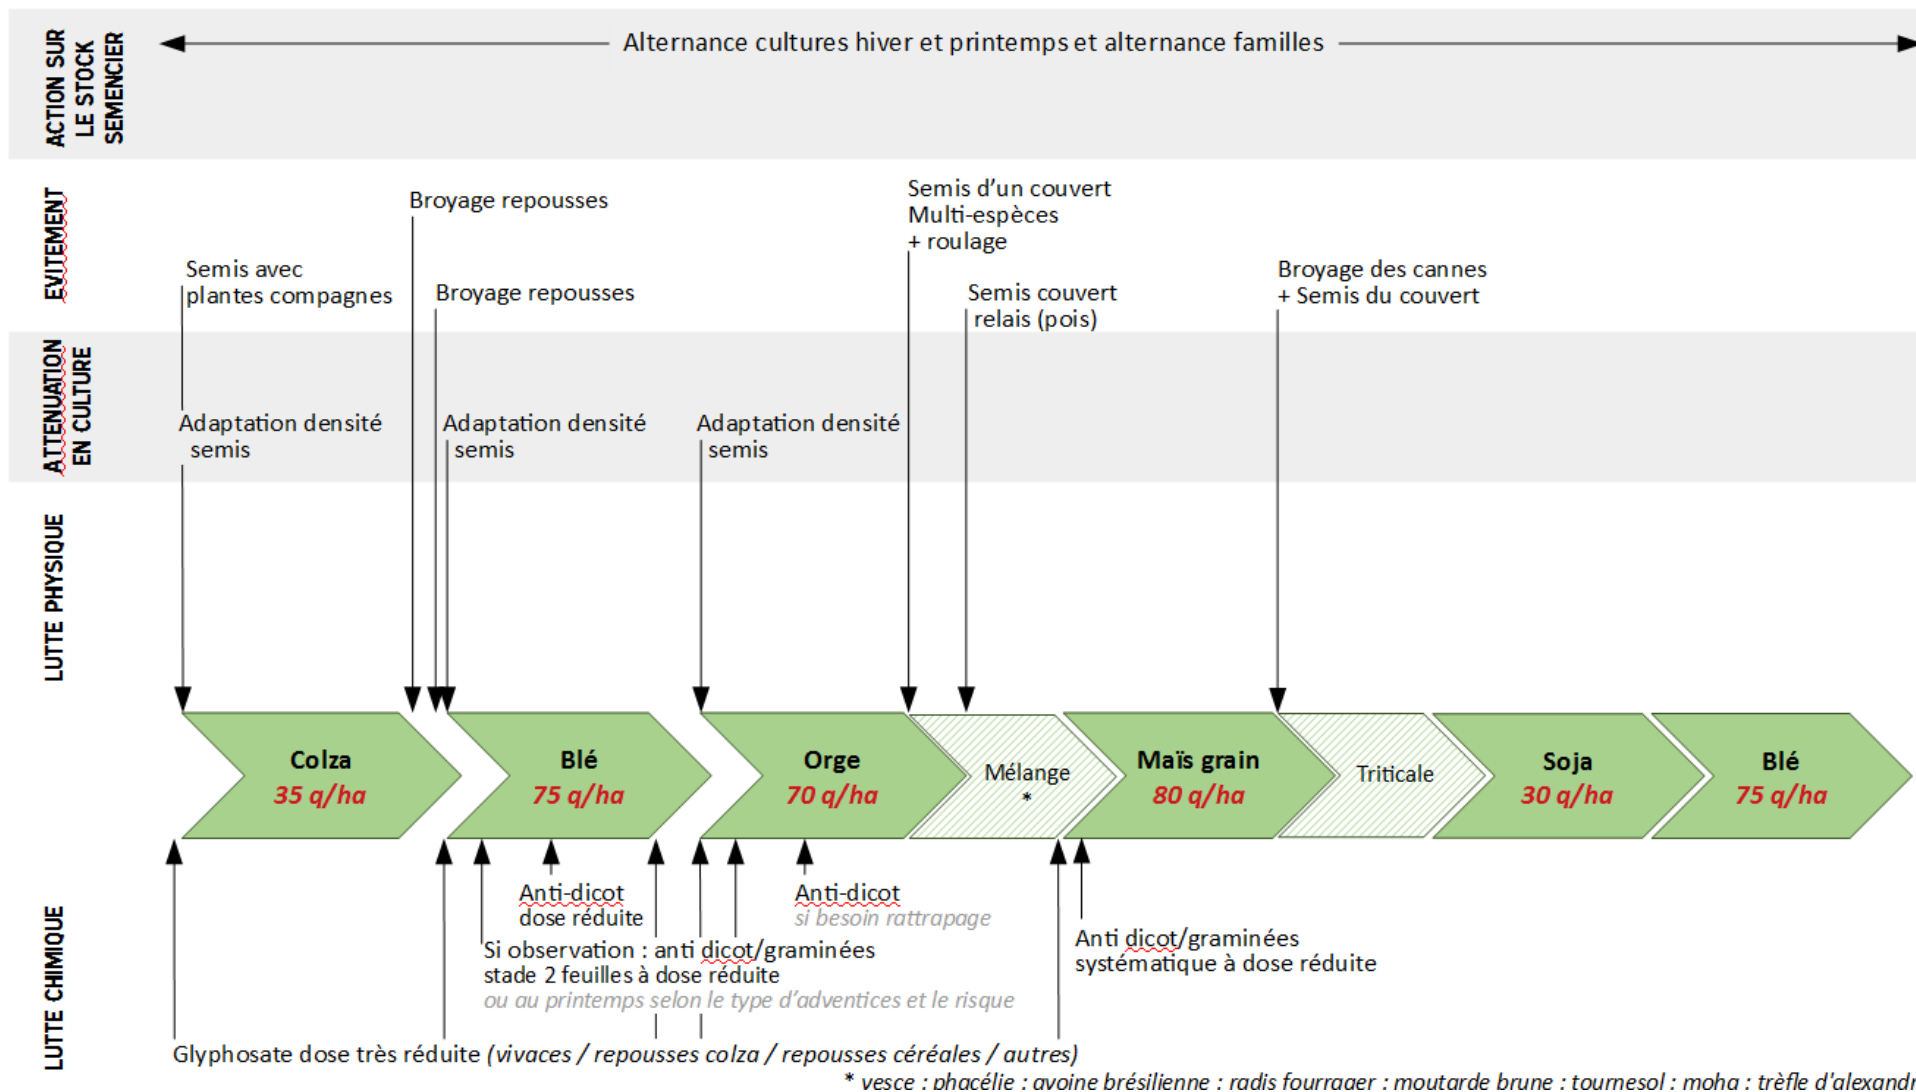 ACTION SUR
LE STOCK
SEMENCIER
Alternance cultures hiver et printemps et alternance familles
EVITEMENT
Semis avec
plantes compagnes
Broyage repousses
Broyage repousses
Semis d'un couvert
Multi-espèces
+ roulage
Semis couvert
relais (pois)
Broyage des cannes
+ Semis du couvert
ATTENUATION
EN CULTURE
Adaptation densité
semis
Adaptation densité
semis
Adaptation densité
semis
LUTTE PHYSIQUE
Colza
35 q/ha
Blé
75 q/ha
Orge
70 q/ha
Mélange
*
Maïs grain
80 q/ha
Triticale
Soja
30 q/ha
Blé
75 q/ha
LUTTE CHIMIQUE
Anti-dicot
dose réduite
Anti-dicot
si besoin rattrapage
Si observation : anti dicot/graminées
stade 2 feuilles à dose réduite
ou au printemps selon le type d'adventices et le risque
Anti dicot/graminées
systématique à dose réduite
Glyphosate dose très réduite (vivaces / repousses colza / repousses céréales / autres)
* vesce ; phacélie ; avoine brésilienne ; radis fourrager ; moutarde brune ; tournesol ; moha ; trèfle d'alexandr